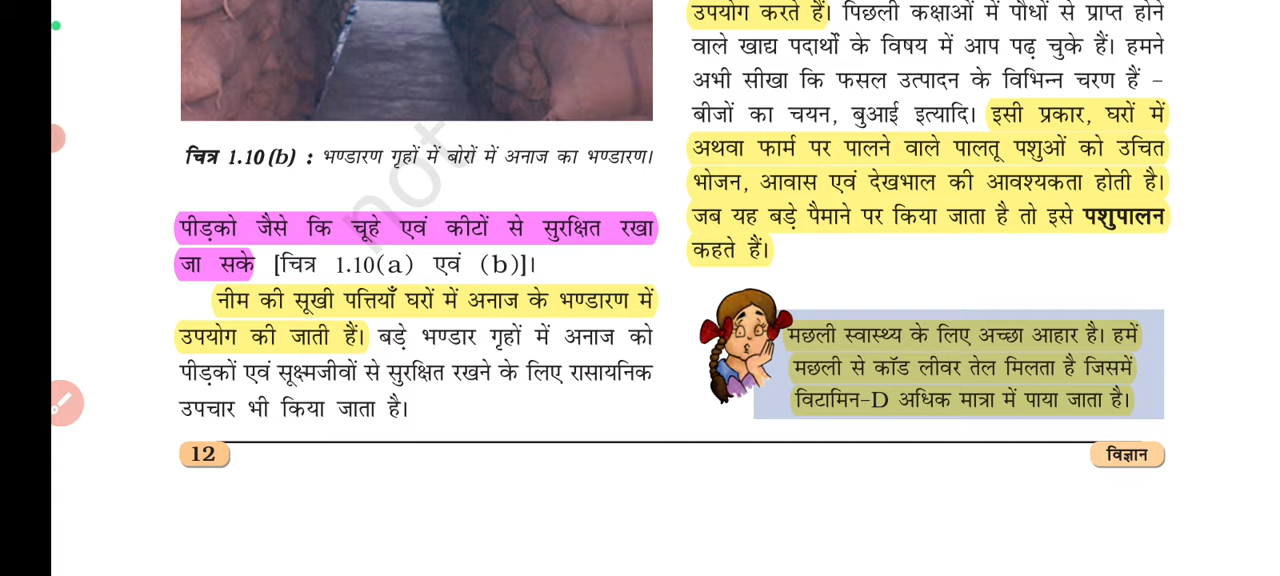 चित्र 1.10(b) : भण्डारण गृहों में बोरों में अनाज का भण्डारण।
पीड़को जैसे कि चूहे एवं कीटों से सुरक्षित रखा
जा सके [चित्र 1.10(a) एवं (b)]।
नीम की सूखी पत्तियाँ घरों में अनाज के भण्डारण में
उपयोग की जाती हैं। बड़े भण्डार गृहों में अनाज को
पीड़कों एवं सूक्ष्मजीवों से सुरक्षित रखने के लिए रासायनिक
उपचार भी किया जाता है।
उपयोग करते हैं। पिछली कक्षाओं में पौधों से प्राप्त होने
वाले खाद्य पदार्थों के विषय में आप पढ़ चुके हैं। हमने
अभी सीखा कि फसल उत्पादन के विभिन्न चरण हैं –
बीजों का चयन, बुआई इत्यादि। इसी प्रकार, घरों में
अथवा फार्म पर पालने वाले पालतू पशुओं को उचित
भोजन, आवास एवं देखभाल की आवश्यकता होती है।
जब यह बड़े पैमाने पर किया जाता है तो इसे पशुपालन
कहते हैं।
मछली स्वास्थ्य के लिए अच्छा आहार है। हमें
मछली से कॉड लीवर तेल मिलता है जिसमें
विटामिन-D अधिक मात्रा में पाया जाता है।
12
विज्ञान
not